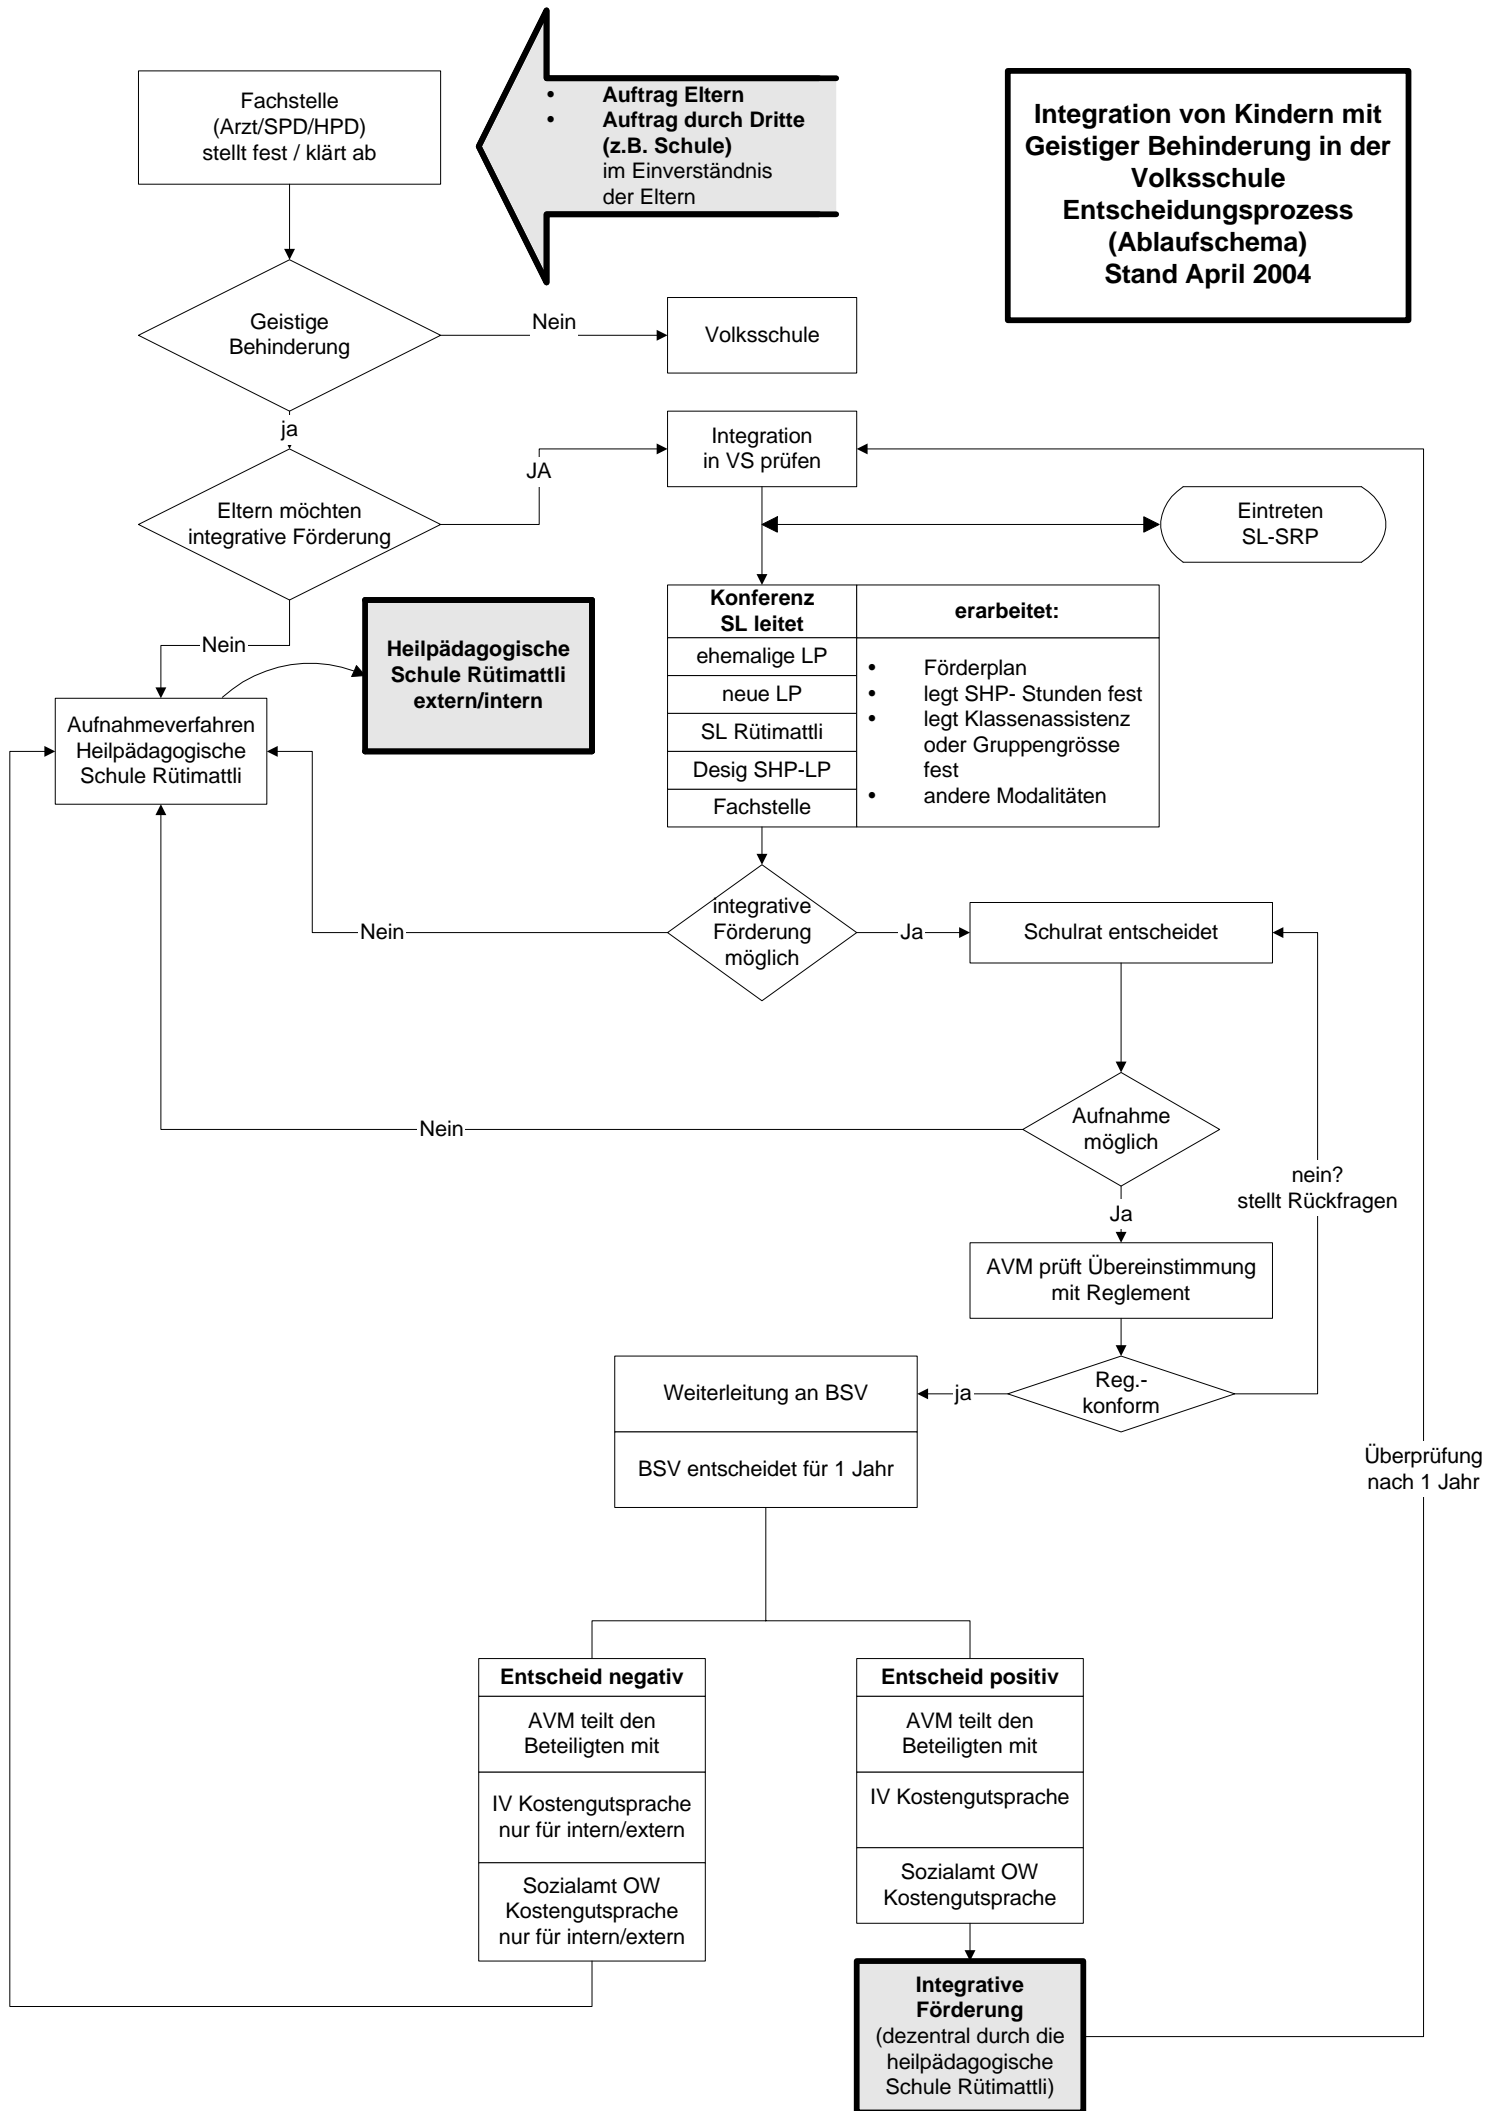 Fachstelle
(Arzt/SPD/HPD)
stellt fest / klärt ab
• Auftrag Eltern
• Auftrag durch Dritte
(z.B. Schule)
im Einverständnis
der Eltern
Integration von Kindern mit
Geistiger Behinderung in der
Volksschule
Entscheidungsprozess
(Ablaufschema)
Stand April 2004
Geistige
Behinderung
Nein
Volksschule
ja
Eltern möchten
integrative Förderung
JA
Integration
in VS prüfen
Eintreten
SL-SRP
Nein
Heilpädagogische
Schule Rütimattli
extern/intern
Aufnahmeverfahren
Heilpädagogische
Schule Rütimattli
Konferenz
SL leitet
ehemalige LP
neue LP
SL Rütimattli
Desig SHP-LP
Fachstelle
erarbeitet:
• Förderplan
• legt SHP- Stunden fest
• legt Klassenassistenz
oder Gruppengrösse
fest
• andere Modalitäten
integrative
Förderung
möglich
Nein
Ja
Schulrat entscheidet
Aufnahme
möglich
Nein
Ja
nein?
stellt Rückfragen
AVM prüft Übereinstimmung
mit Reglement
Reg.-
konform
ja
Weiterleitung an BSV
BSV entscheidet für 1 Jahr
Überprüfung
nach 1 Jahr
Entscheid negativ
AVM teilt den
Beteiligten mit
IV Kostengutsprache
nur für intern/extern
Sozialamt OW
Kostengutsprache
nur für intern/extern
Entscheid positiv
AVM teilt den
Beteiligten mit
IV Kostengutsprache
Sozialamt OW
Kostengutsprache
Integrative
Förderung
(dezentral durch die
heilpädagogische
Schule Rütimattli)